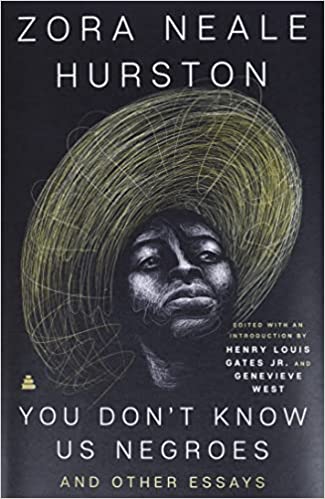 ZORA NEALE
HURSTON
EDITED WITH AN
INTRODUCTION BY
HENRY LOUIS
GATES JR. AND
GENEVIEVE
WEST
YOU DON'T KNOW
US NEGROES
AND OTHER ESSAYS